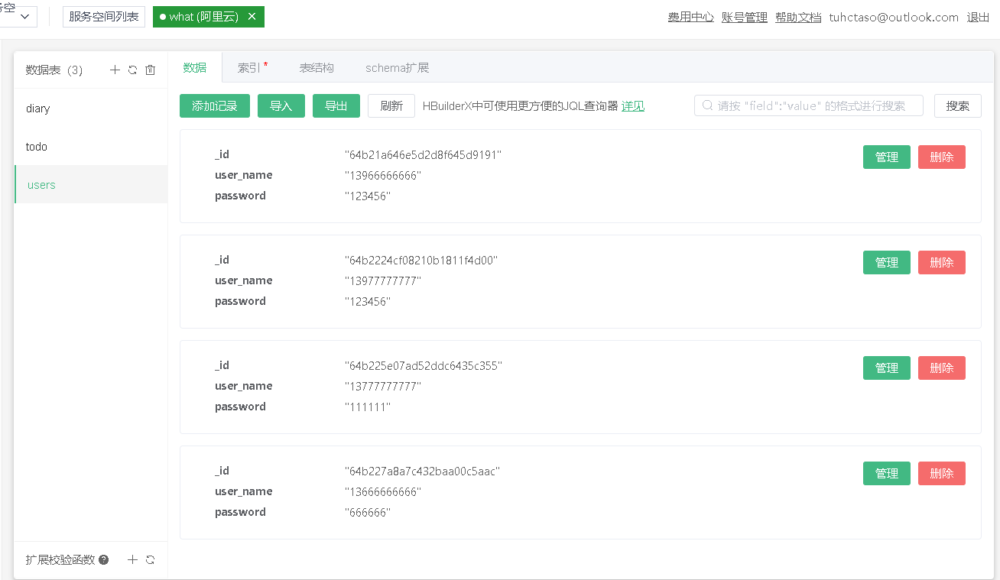 务空
服务空间列表
what (阿里云) ×
费用中心 账号管理 帮助文档 tuhctaso@outlook.com 退出
数据表 (3)
diary
todo
users
扩展校验函数
数据 索引 * 表结构 schema扩展
添加记录 导入 导出 刷新 HBuilderX中可使用更方便的JQL查询器 详见
请按 "field":"value" 的格式进行搜索 搜索
_id "64b21a646e5d2d8f645d9191" 管理 删除
user_name "13966666666"
password "123456"
_id "64b2224cf08210b1811f4d00" 管理 删除
user_name "13977777777"
password "123456"
_id "64b225e07ad52ddc6435c355" 管理 删除
user_name "13777777777"
password "111111"
_id "64b227a8a7c432baa00c5aac" 管理 删除
user_name "13666666666"
password "666666"